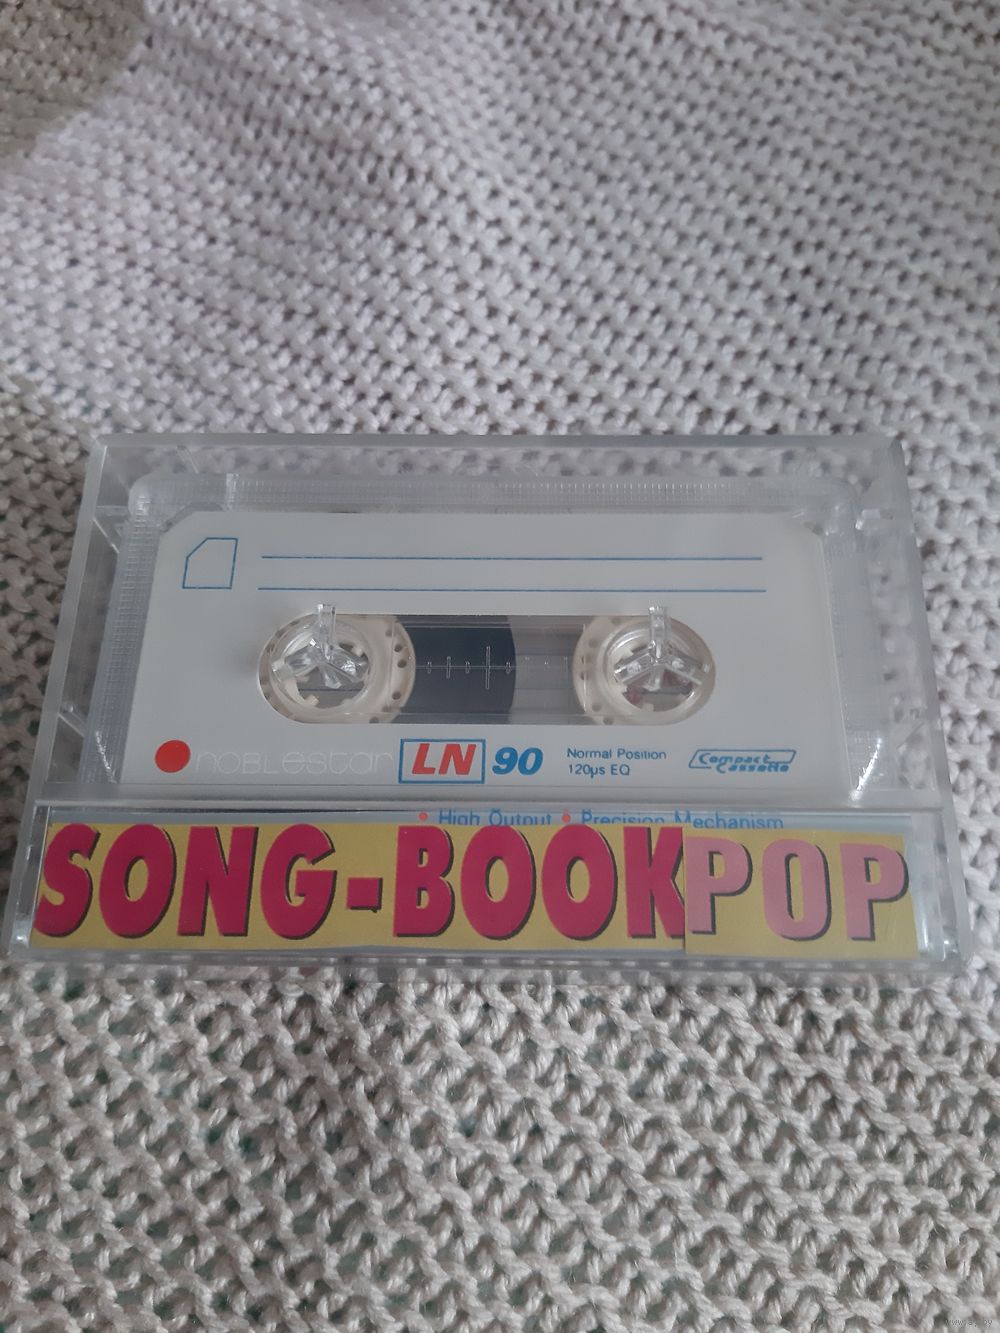 noblestar LN 90 Normal Position
120µs EQ
Compact
Cassette
• High Output • Precision Mechanism
SONG-BOOK POP